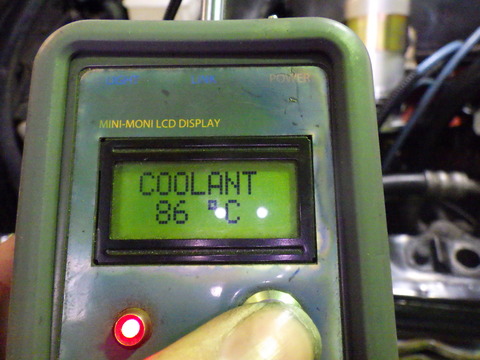 POWER
MINI-MONI LCD DISPLAY
COOLANT
86 °C